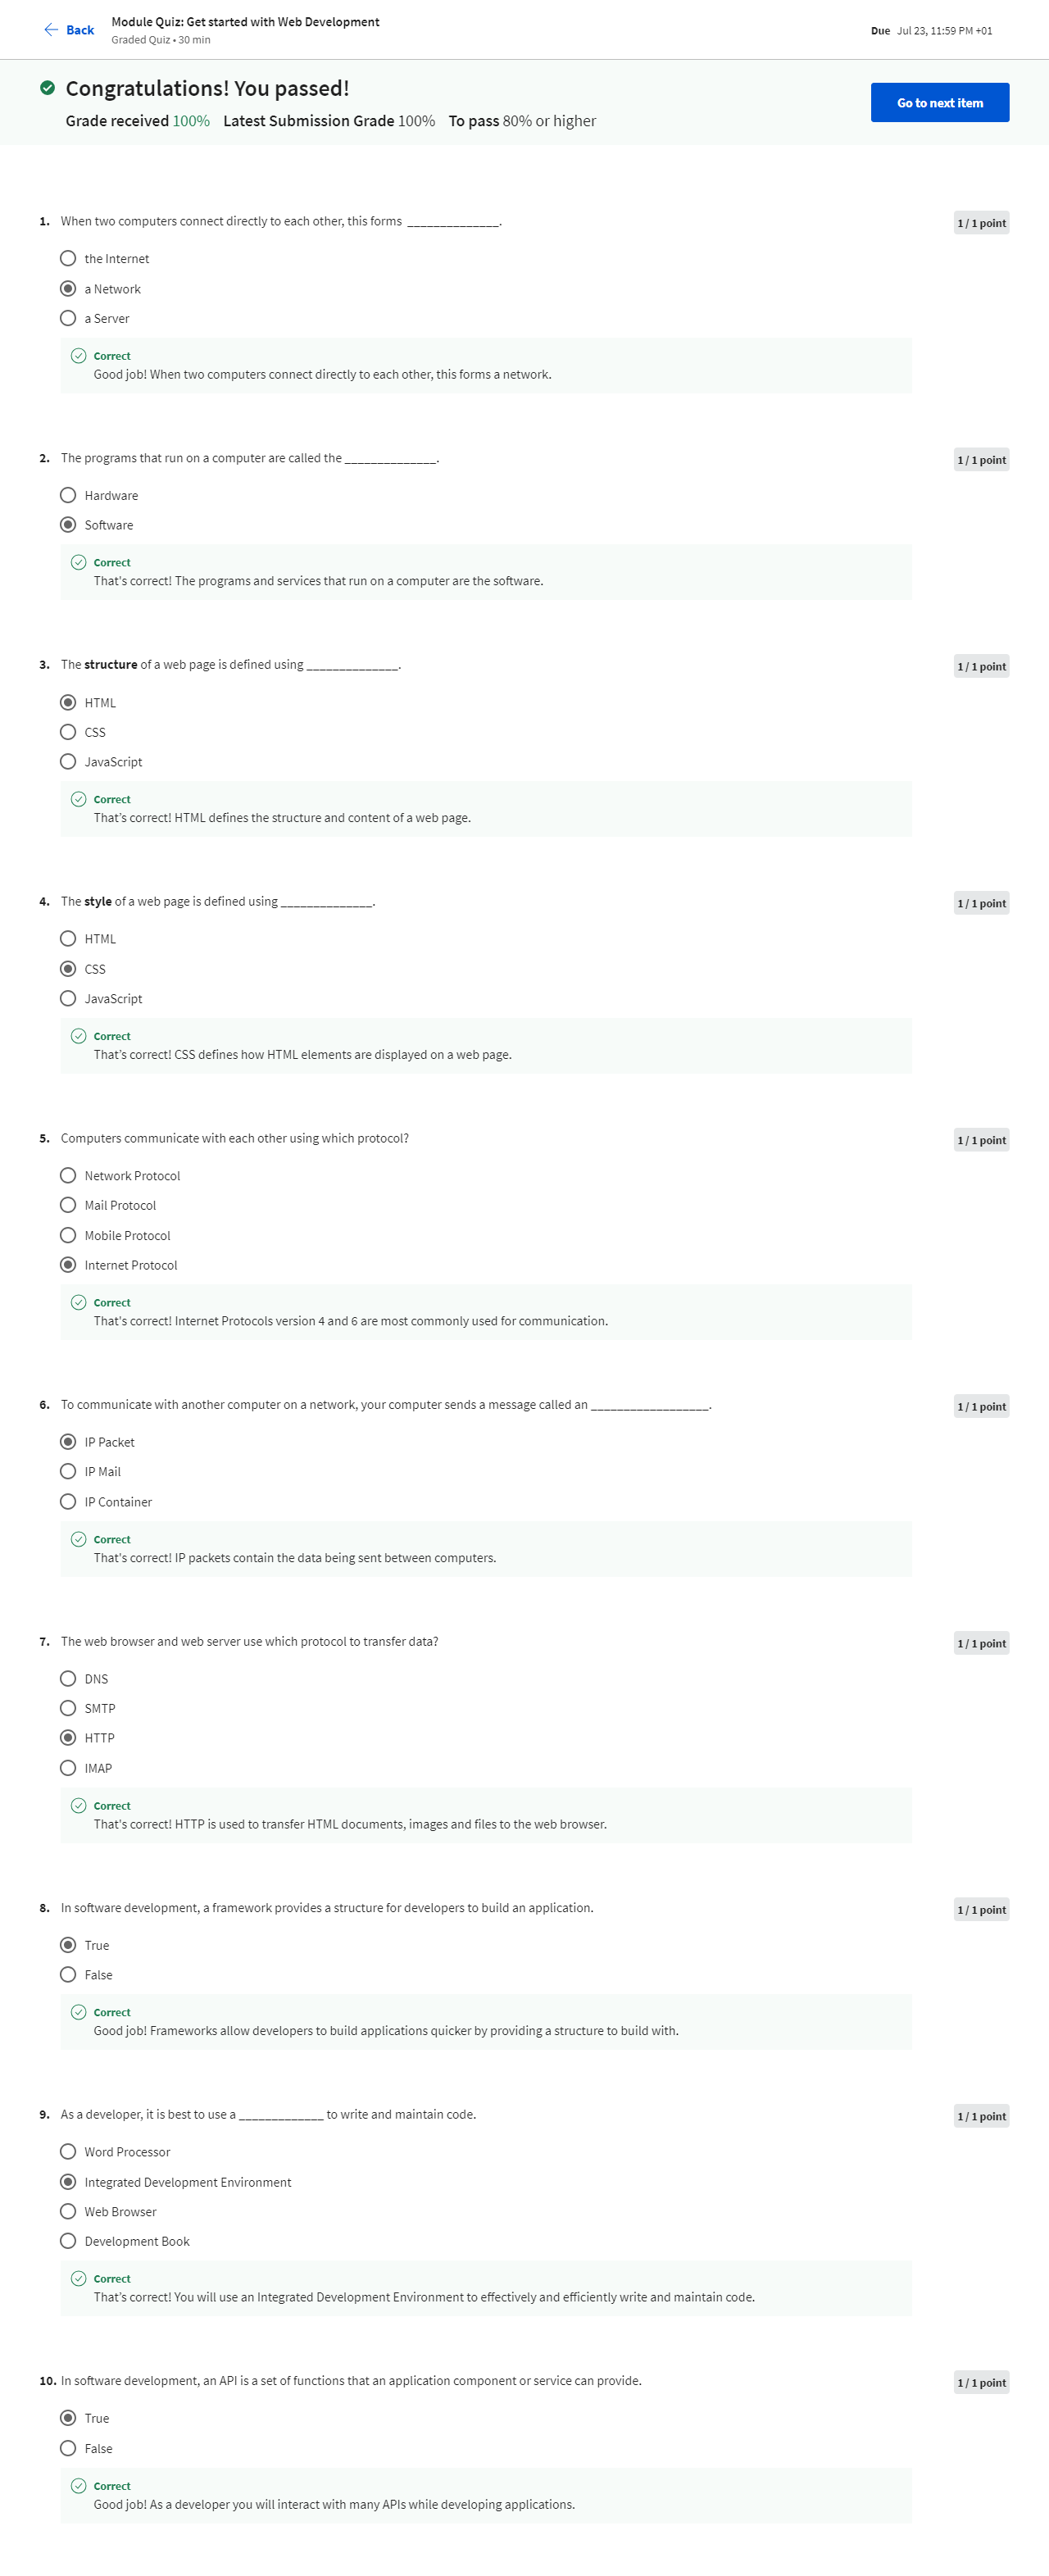 Back
Module Quiz: Get started with Web Development
Graded Quiz • 30 min
Due Jul 23, 11:59 PM +01
Congratulations! You passed!
Grade received 100% Latest Submission Grade 100% To pass 80% or higher
Go to next item
1. When two computers connect directly to each other, this forms ______________.
1 / 1 point
the Internet
a Network
a Server
Correct
Good job! When two computers connect directly to each other, this forms a network.
2. The programs that run on a computer are called the ______________.
1 / 1 point
Hardware
Software
Correct
That's correct! The programs and services that run on a computer are the software.
3. The structure of a web page is defined using ______________.
1 / 1 point
HTML
CSS
JavaScript
Correct
That’s correct! HTML defines the structure and content of a web page.
4. The style of a web page is defined using ______________.
1 / 1 point
HTML
CSS
JavaScript
Correct
That’s correct! CSS defines how HTML elements are displayed on a web page.
5. Computers communicate with each other using which protocol?
1 / 1 point
Network Protocol
Mail Protocol
Mobile Protocol
Internet Protocol
Correct
That's correct! Internet Protocols version 4 and 6 are most commonly used for communication.
6. To communicate with another computer on a network, your computer sends a message called an __________________.
1 / 1 point
IP Packet
IP Mail
IP Container
Correct
That's correct! IP packets contain the data being sent between computers.
7. The web browser and web server use which protocol to transfer data?
1 / 1 point
DNS
SMTP
HTTP
IMAP
Correct
That's correct! HTTP is used to transfer HTML documents, images and files to the web browser.
8. In software development, a framework provides a structure for developers to build an application.
1 / 1 point
True
False
Correct
Good job! Frameworks allow developers to build applications quicker by providing a structure to build with.
9. As a developer, it is best to use a _____________ to write and maintain code.
1 / 1 point
Word Processor
Integrated Development Environment
Web Browser
Development Book
Correct
That’s correct! You will use an Integrated Development Environment to effectively and efficiently write and maintain code.
10. In software development, an API is a set of functions that an application component or service can provide.
1 / 1 point
True
False
Correct
Good job! As a developer you will interact with many APIs while developing applications.